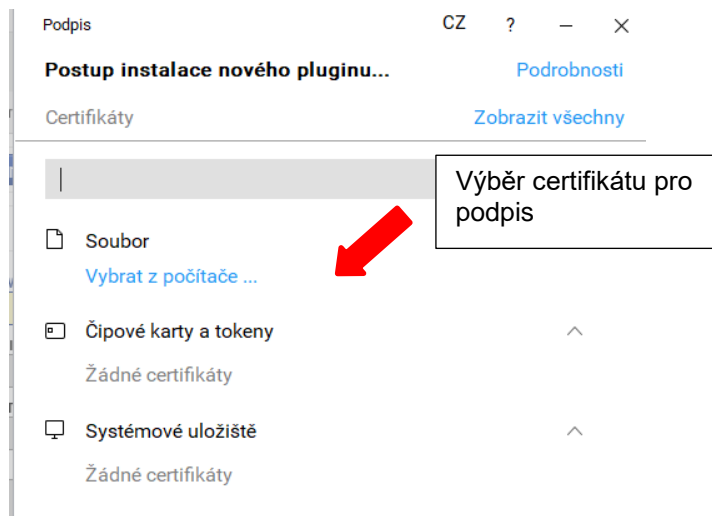 Podpis CZ ? – ×
Postup instalace nového pluginu... Podrobnosti
Certifikáty Zobrazit všechny
Výběr certifikátu pro
podpis
Soubor
Vybrat z počítače ...
Čipové karty a tokeny
Žádné certifikáty
Systémové uložiště
Žádné certifikáty